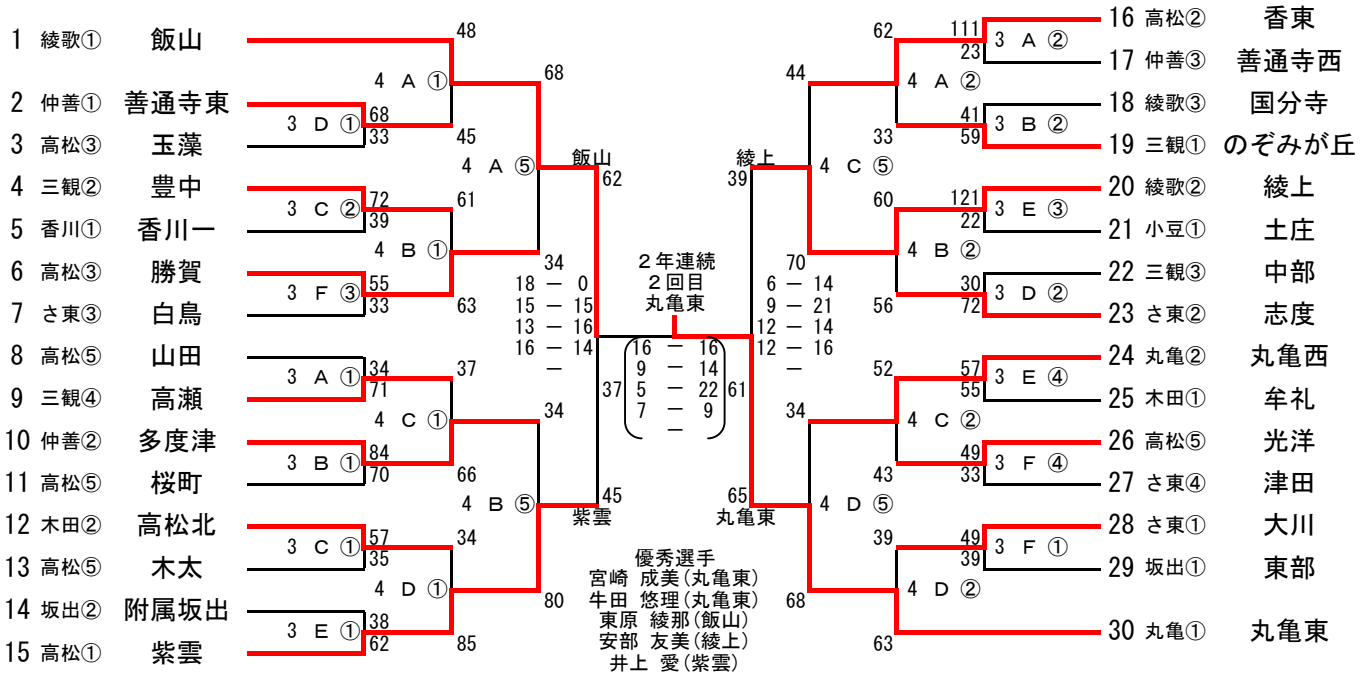 1 綾歌① 飯山
2 仲善① 善通寺東
3 高松③ 玉藻
4 三観② 豊中
5 香川① 香川一
6 高松③ 勝賀
7 さ東③ 白鳥
8 高松⑤ 山田
9 三観④ 高瀬
10 仲善② 多度津
11 高松⑤ 桜町
12 木田② 高松北
13 高松⑤ 木太
14 坂出② 附属坂出
15 高松① 紫雲
3 D ①
68
33
3 C ②
72
39
3 F ③
55
33
3 A ①
34
71
3 B ①
84
70
3 C ①
57
35
3 E ①
38
62
48
4 A ①
45
61
4 B ①
63
37
4 C ①
66
34
4 D ①
85
68
4 A ⑤
34
34
4 B ⑤
80
飯山
62
18 － 0
15 － 15
13 － 16
16 － 14
－
45
紫雲
37
２年連続
２回目
丸亀東
16 － 16
9 － 14
5 － 22
7 － 9
－
61
優秀選手
宮崎 成美(丸亀東)
牛田 悠理(丸亀東)
東原 綾那(飯山)
安部 友美(綾上)
井上 愛(紫雲)
綾上
39
6 － 14
9 － 21
12 － 14
12 － 16
－
65
丸亀東
44
4 C ⑤
70
34
4 D ⑤
68
62
4 A ②
33
60
4 B ②
56
52
4 C ②
43
39
4 D ②
63
111
23
3 A ②
41
59
3 B ②
121
22
3 E ③
30
72
3 D ②
57
55
3 E ④
49
33
3 F ④
49
39
3 F ①
16 高松② 香東
17 仲善③ 善通寺西
18 綾歌③ 国分寺
19 三観① のぞみが丘
20 綾歌② 綾上
21 小豆① 土庄
22 三観③ 中部
23 さ東② 志度
24 丸亀② 丸亀西
25 木田① 牟礼
26 高松⑤ 光洋
27 さ東④ 津田
28 さ東① 大川
29 坂出① 東部
30 丸亀① 丸亀東